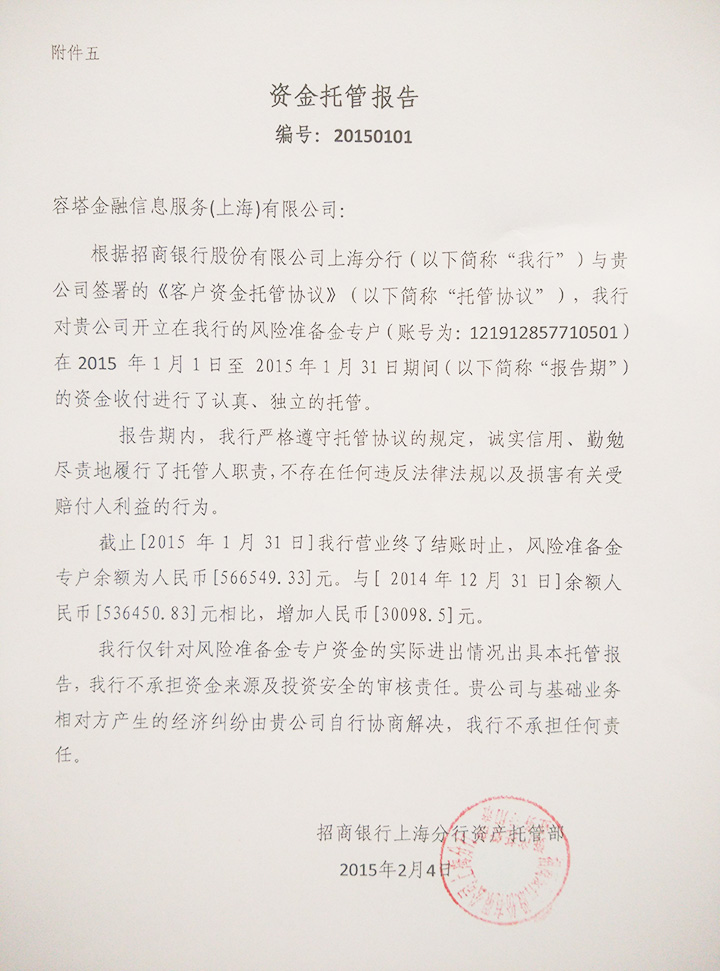 附件五
资金托管报告
编号：20150101
容塔金融信息服务(上海)有限公司：
根据招商银行股份有限公司上海分行（以下简称“我行”）与贵
公司签署的《客户资金托管协议》（以下简称“托管协议”），我行
对贵公司开立在我行的风险准备金专户（账号为：121912857710501）
在 2015 年 1 月 1 日至 2015 年 1 月 31 日期间（以下简称“报告期”）
的资金收付进行了认真、独立的托管。
报告期内，我行严格遵守托管协议的规定，诚实信用、勤勉
尽责地履行了托管人职责，不存在任何违反法律法规以及损害有关受
赔付人利益的行为。
截止[2015 年 1 月 31 日]我行营业终了结账时止，风险准备金
专户余额为人民币[566549.33]元。与[ 2014 年 12 月 31 日]余额人
民币[536450.83]元相比，增加人民币[30098.5]元。
我行仅针对风险准备金专户资金的实际进出情况出具本托管报
告，我行不承担资金来源及投资安全的审核责任。贵公司与基础业务
相对方产生的经济纠纷由贵公司自行协商解决，我行不承担任何责
任。
招商银行上海分行资产托管部
2015年2月4日